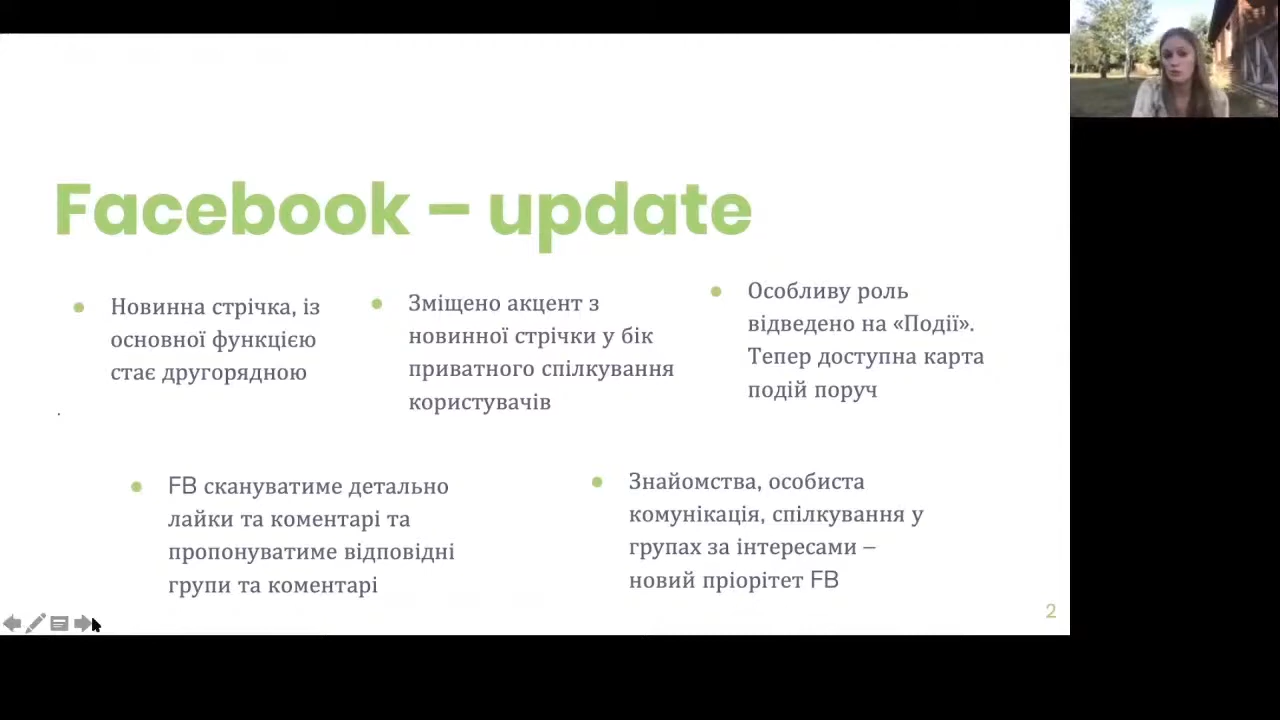 Facebook – update
Новинна стрічка, із
основної функцією
стає другорядною
Зміщено акцент з
новинної стрічки у бік
приватного спілкування
користувачів
Особливу роль
відведено на «Події».
Тепер доступна карта
подій поруч
.
FB скануватиме детально
лайки та коментарі та
пропонуватиме відповідні
групи та коментарі
Знайомства, особиста
комунікація, спілкування у
групах за інтересами –
новий пріорітет FB
2